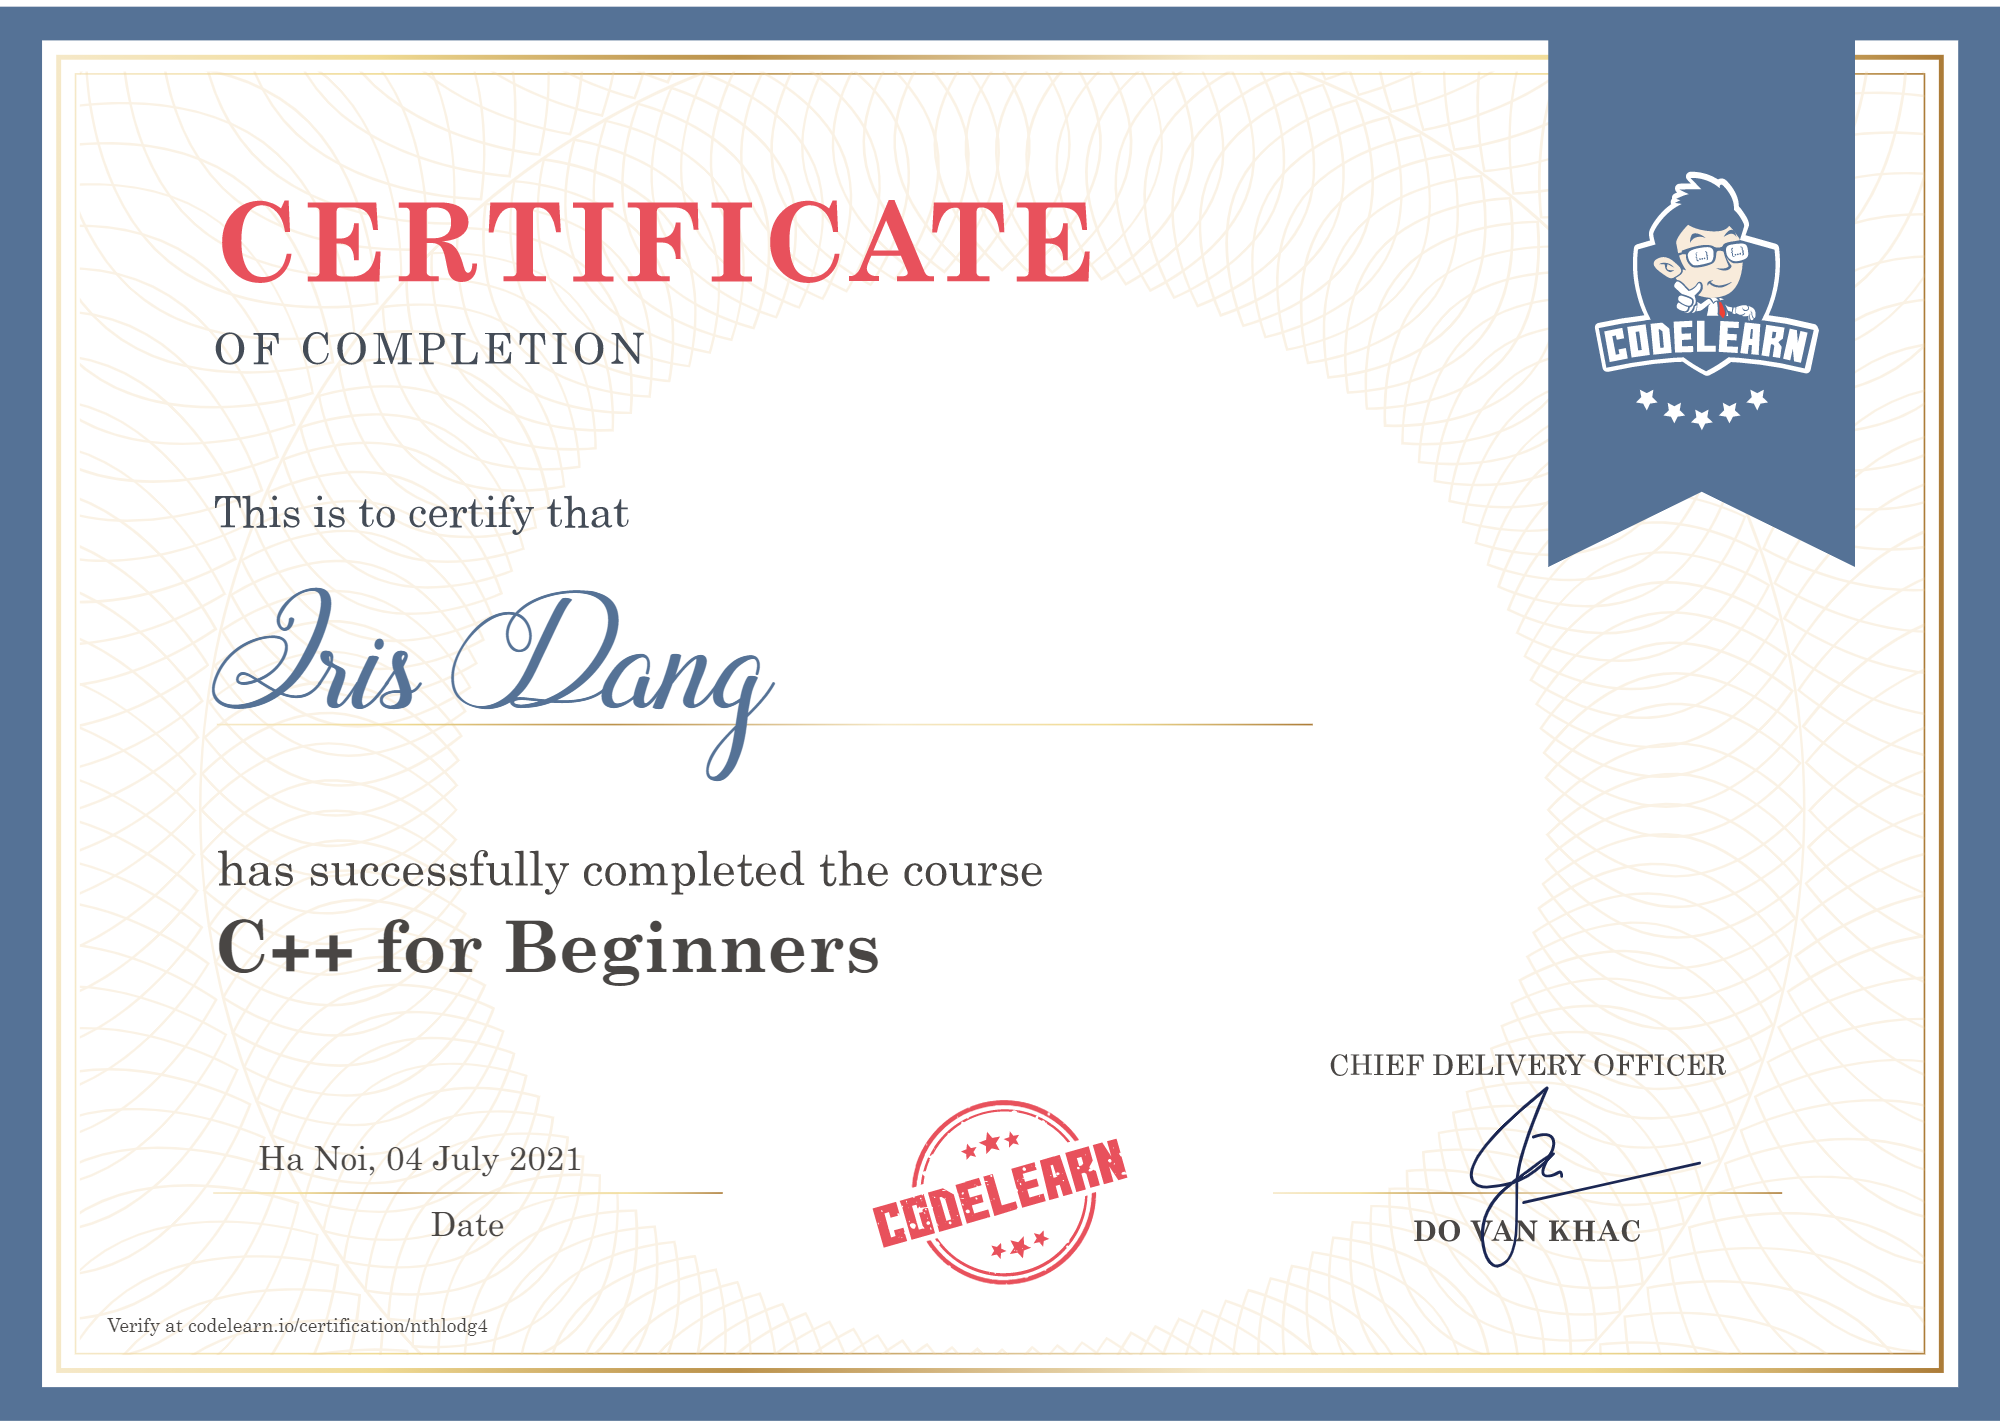 CERTIFICATE
OF COMPLETION
CODELEARN
This is to certify that
Iris Dang
has successfully completed the course
C++ for Beginners
CHIEF DELIVERY OFFICER
Ha Noi, 04 July 2021
CODELEARN
Date
DO VAN KHAC
Verify at codelearn.io/certification/nthlodg4